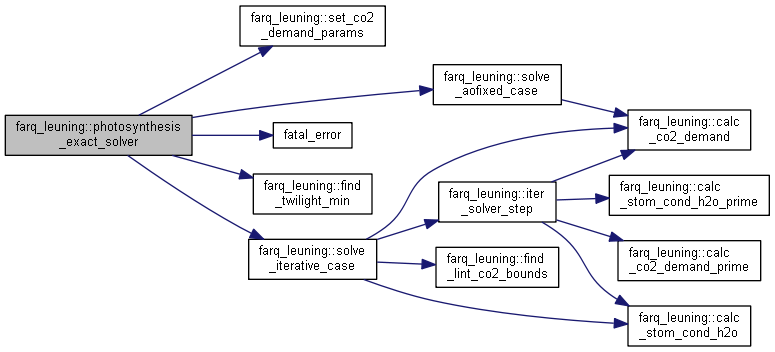 farq_leuning::photosynthesis
_exact_solver
farq_leuning::set_co2
_demand_params
farq_leuning::solve
_aofixed_case
fatal_error
farq_leuning::find
_twilight_min
farq_leuning::solve
_iterative_case
farq_leuning::iter
_solver_step
farq_leuning::find
_lint_co2_bounds
farq_leuning::calc
_co2_demand
farq_leuning::calc
_stom_cond_h2o_prime
farq_leuning::calc
_co2_demand_prime
farq_leuning::calc
_stom_cond_h2o